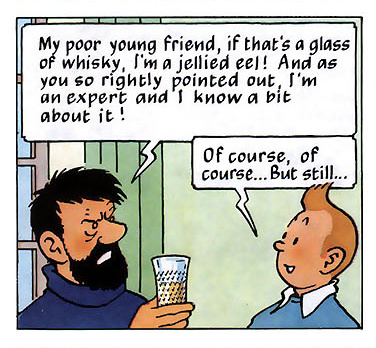 My poor young friend, if that's a glass
of whisky, I'm a jellied eel! And as
you so rightly pointed out, I'm
an expert and I know a bit
about it!
Of course, of
course...But still...